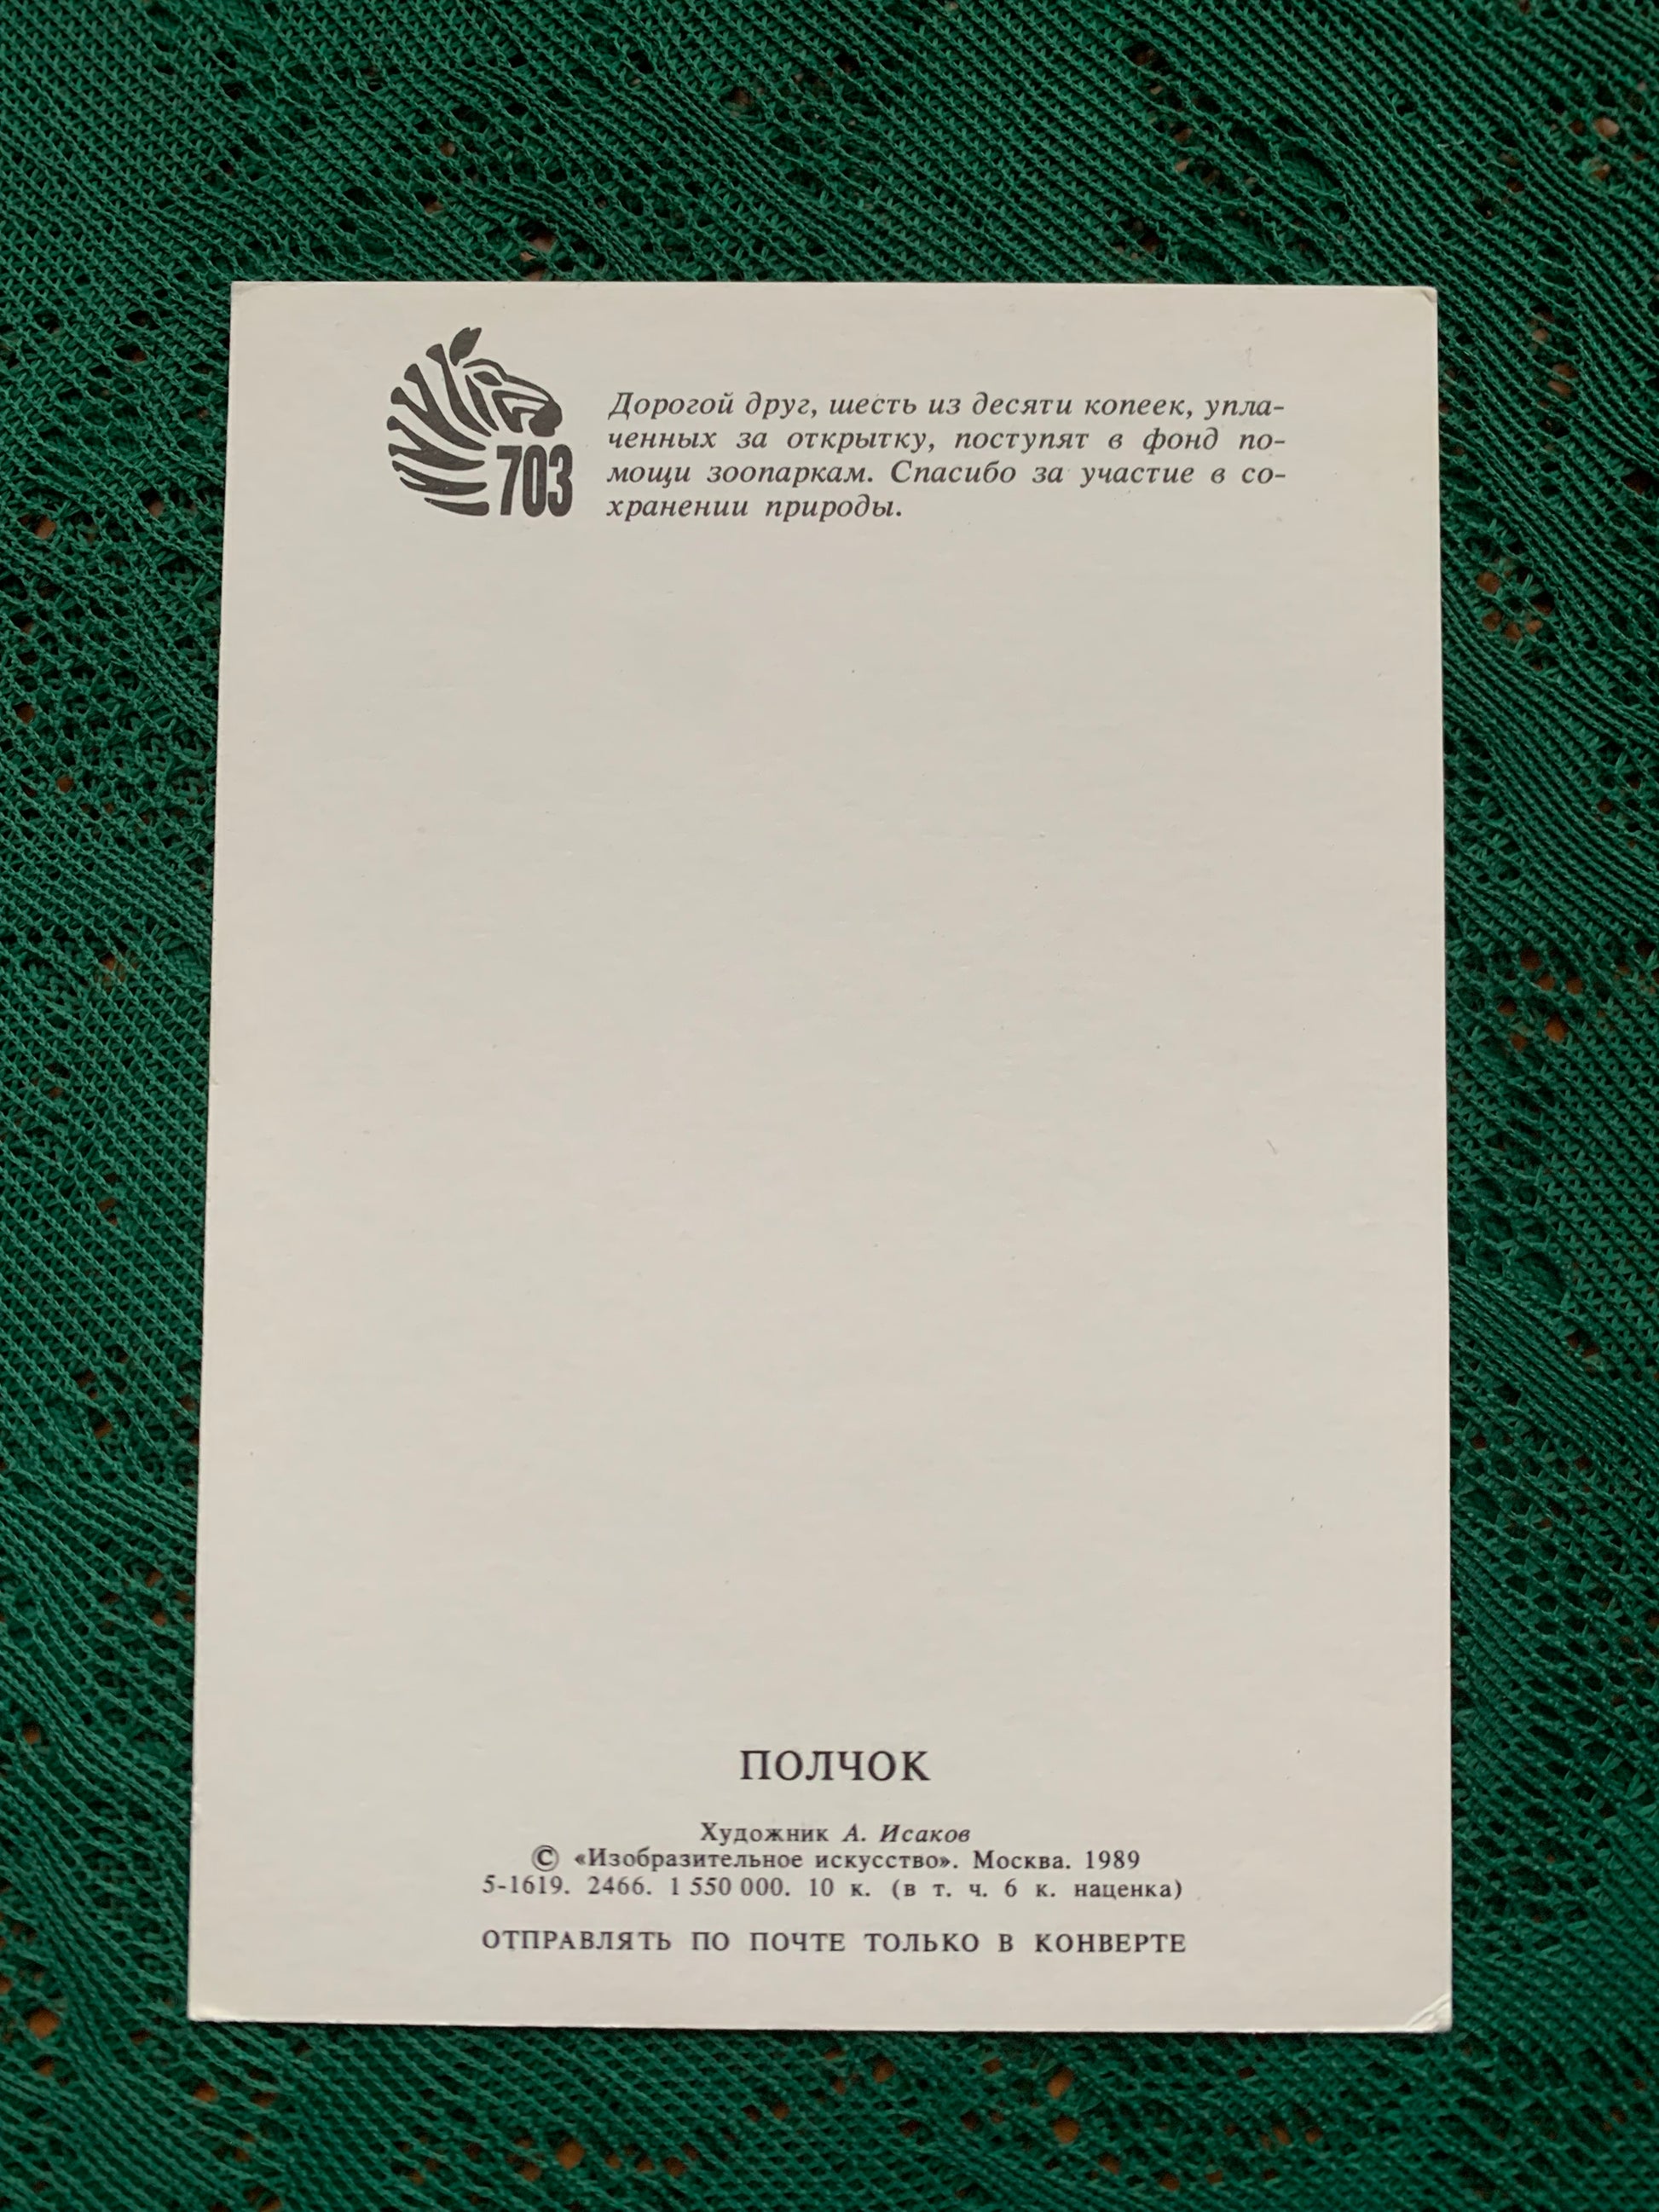 703
Дорогой друг, шесть из десяти копеек, упла-
ченных за открытку, поступят в фонд по-
мощи зоопаркам. Спасибо за участие в со-
хранении природы.
ПОЛЧОК
Художник А. Исаков
© «Изобразительное искусство». Москва. 1989
5-1619. 2466. 1 550 000. 10 к. (в т. ч. 6 к. наценка)
ОТПРАВЛЯТЬ ПО ПОЧТЕ ТОЛЬКО В КОНВЕРТЕ